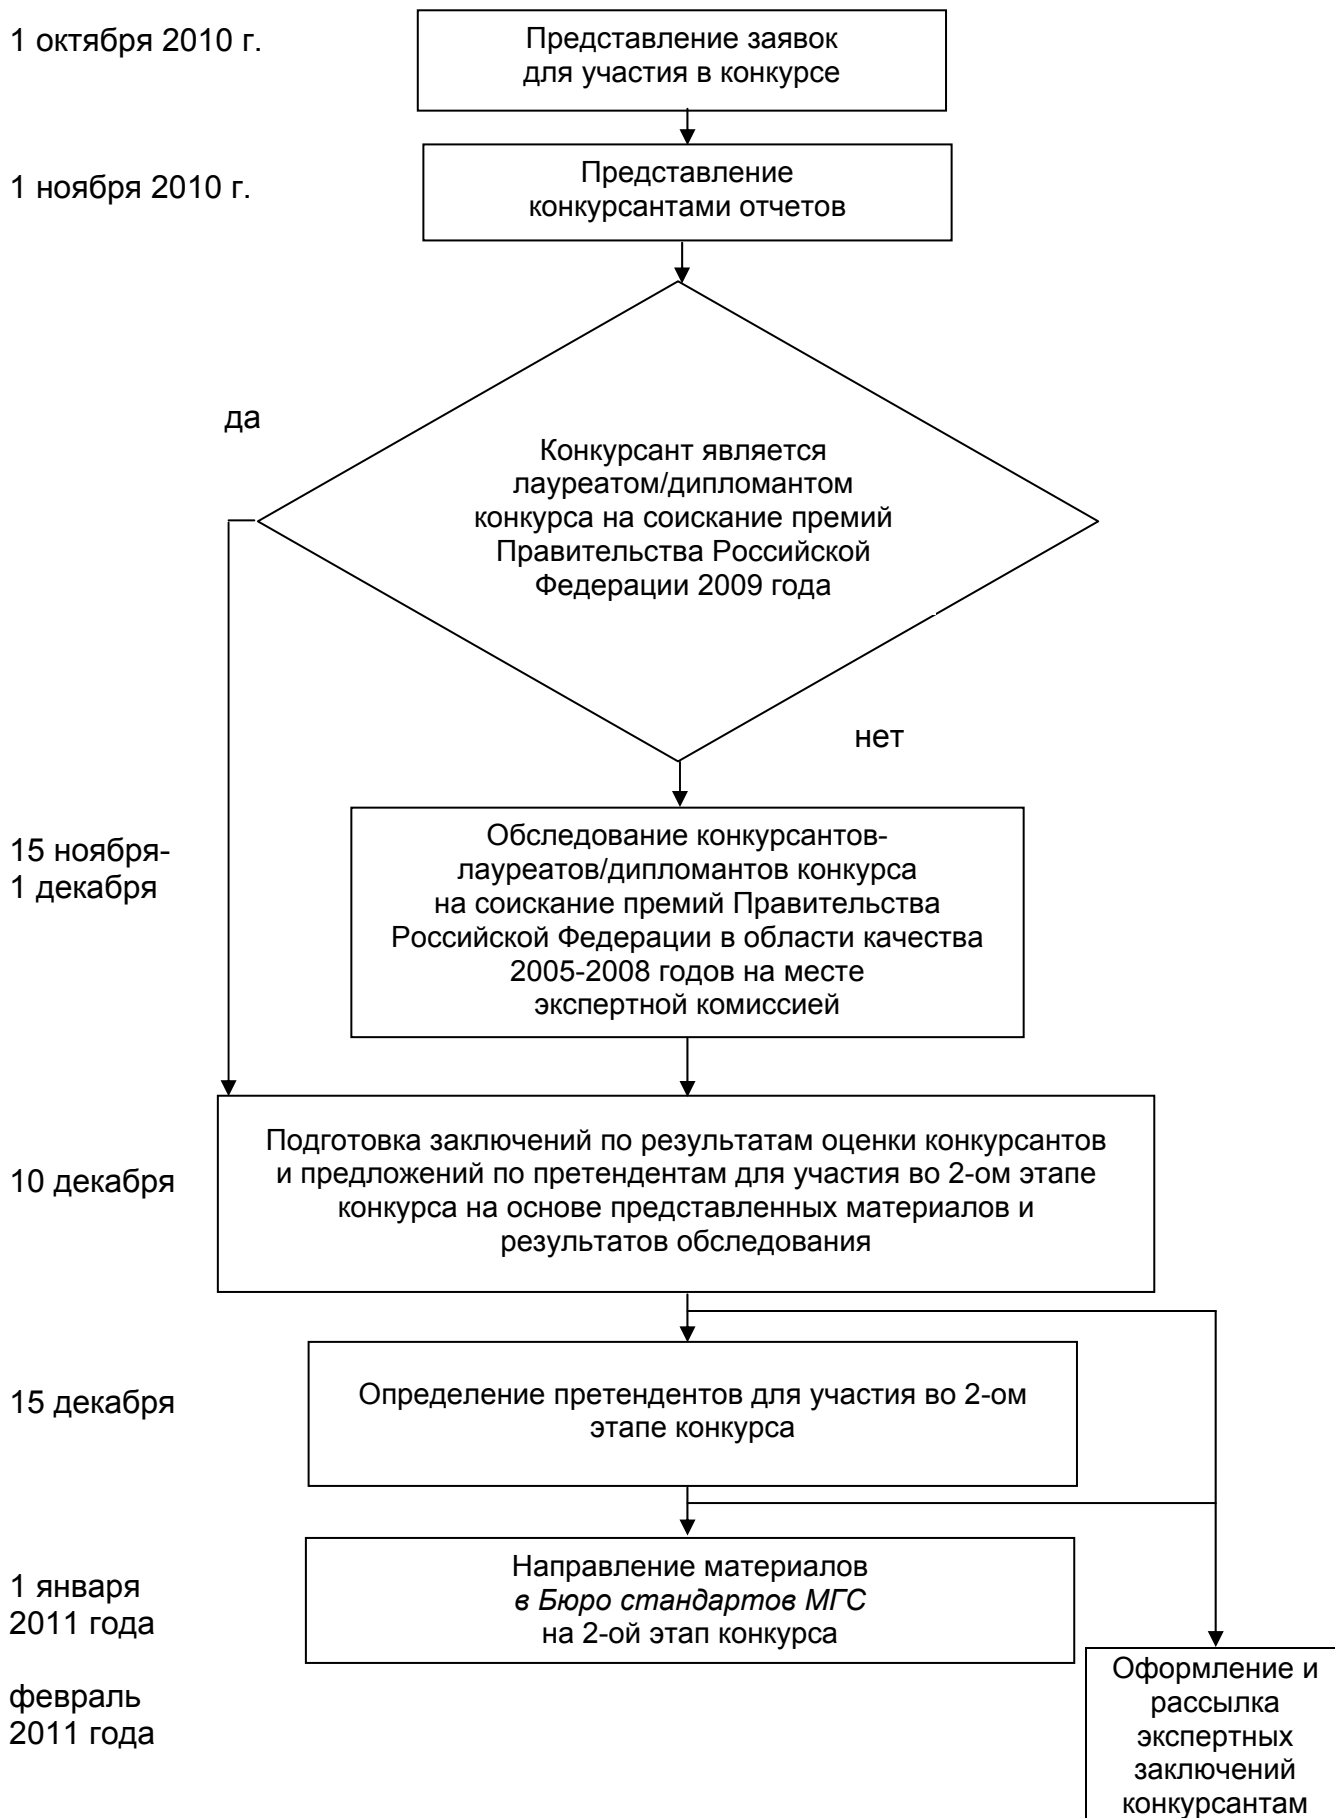 1 октября 2010 г.
Представление заявок
для участия в конкурсе
1 ноября 2010 г.
Представление
конкурсантами отчетов
да
Конкурсант является
лауреатом/дипломантом
конкурса на соискание премий
Правительства Российской
Федерации 2009 года
нет
15 ноября-
1 декабря
Обследование конкурсантов-
лауреатов/дипломантов конкурса
на соискание премий Правительства
Российской Федерации в области качества
2005-2008 годов на месте
экспертной комиссией
10 декабря
Подготовка заключений по результатам оценки конкурсантов
и предложений по претендентам для участия во 2-ом этапе
конкурса на основе представленных материалов и
результатов обследования
15 декабря
Определение претендентов для участия во 2-ом
этапе конкурса
1 января
2011 года
Направление материалов
в Бюро стандартов МГС
на 2-ой этап конкурса
февраль
2011 года
Оформление и
рассылка
экспертных
заключений
конкурсантам